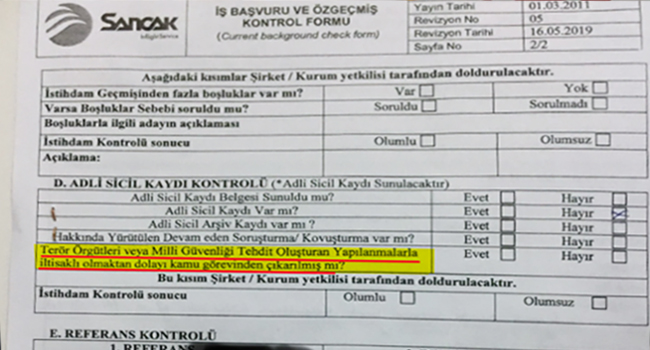 SANCAK
İŞ BAŞVURU VE ÖZGEÇMİŞ
KONTROL FORMU
(Current background check form)
Yayın Tarihi 01.03.2011
Revizyon No 05
Revizyon Tarihi 16.05.2019
Sayfa No 2/2
Aşağıdaki kısımlar Şirket / Kurum yetkilisi tarafından doldurulacaktır.
İstihdam Geçmişinden fazla boşluklar var mı? Var Yok
Varsa Boşluklar Sebebi soruldu mu? Soruldu Sorulmadı
Boşluklarla ilgili adayın açıklaması
İstihdam Kontrolü sonucu Olumlu Olumsuz
Açıklama:
D. ADLİ SİCİL KAYDI KONTROLÜ (*Adli Sicil Kaydı Sunulacaktır)
Adli Sicil Kaydı Belgesi Sunuldu mu? Evet Hayır
Adli Sicil Kaydı Var mı? Evet Hayır
Adli Sicil Arşiv Kaydı var mı ? Evet Hayır
Hakkında Yürütülen Devam eden Soruşturma/ Kovuşturma var mı? Evet Hayır
Terör Örgütleri veya Milli Güvenliği Tehdit Oluşturan Yapılanmalarla
iltisaklı olmaktan dolayı kamu görevinden çıkarılmış mı? Evet Hayır
Bu kısım Şirket / Kurum yetkilisi tarafından doldurulacaktır.
İstihdam Kontrolü sonucu Olumlu Olumsuz
E. REFERANS KONTROLÜ
1. REFERANS